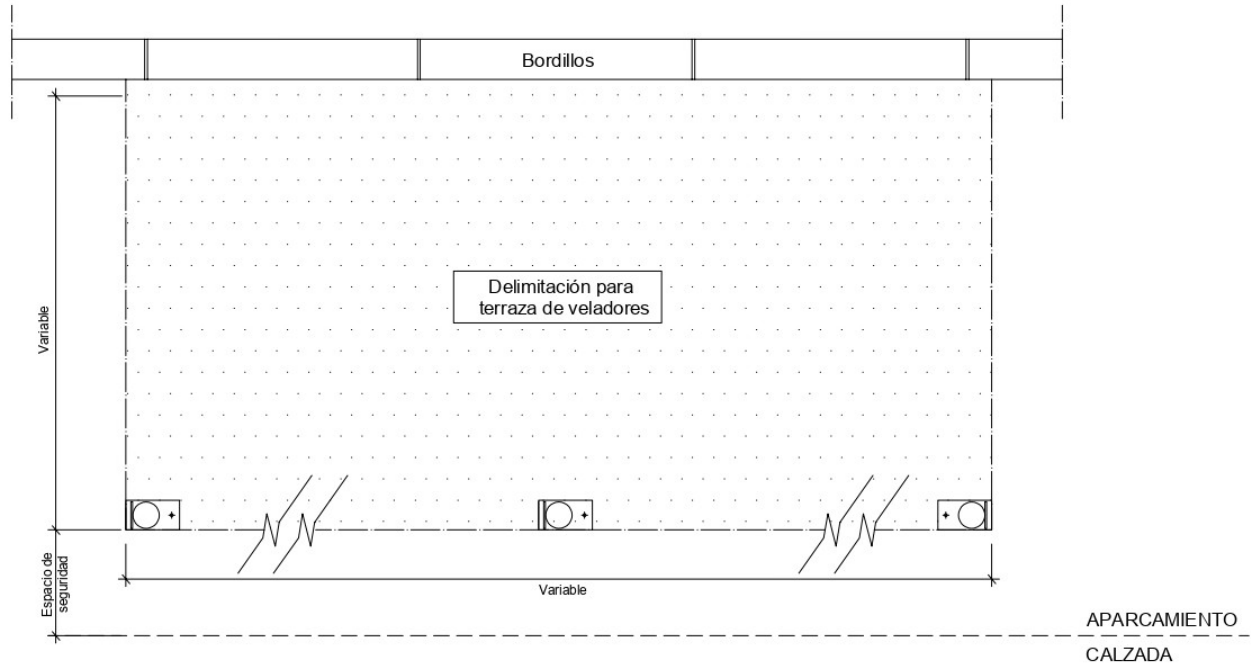 Bordillos
Delimitación para
terraza de veladores
Variable
Espacio de
seguridad
Variable
APARCAMIENTO
CALZADA